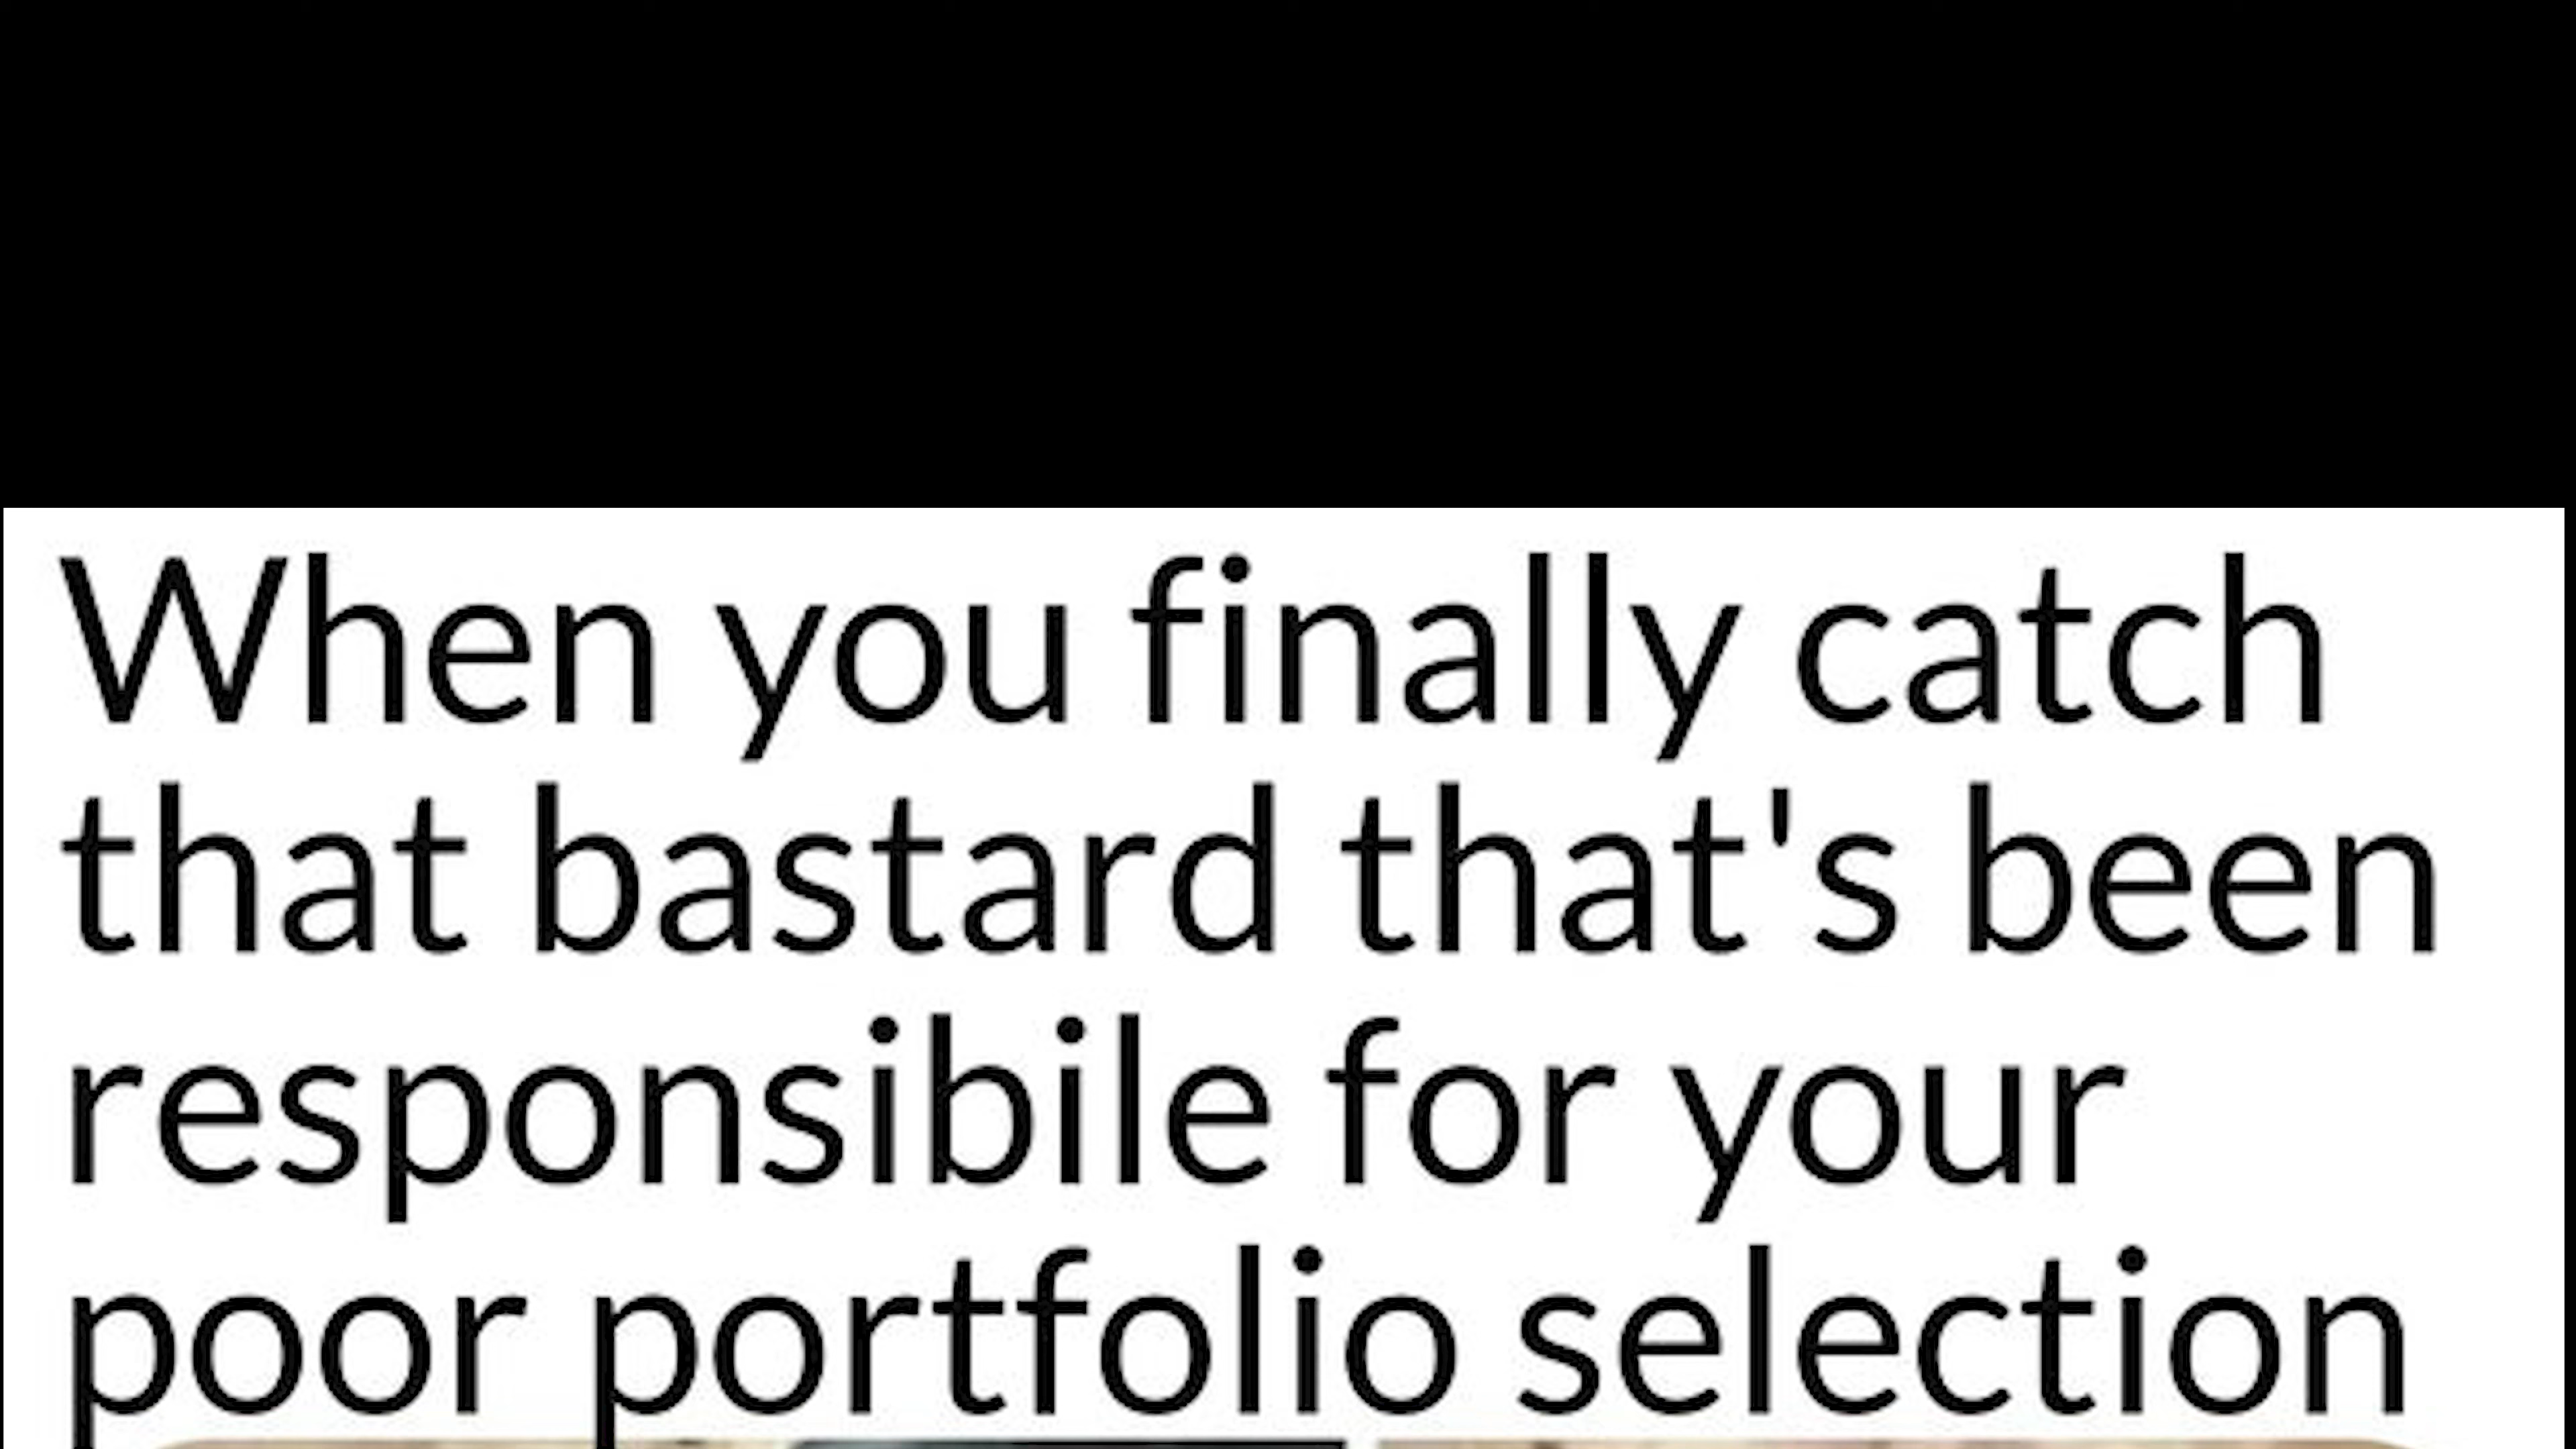 When you finally catch
that bastard that's been
responsibile for your
poor portfolio selection